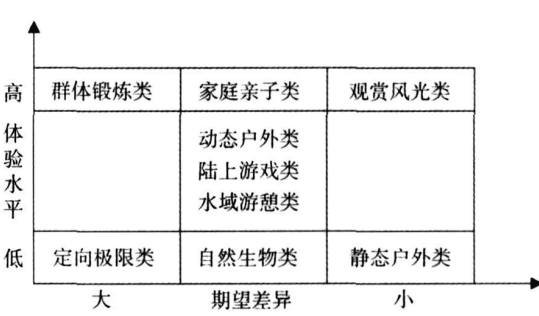 高 群体锻炼类 家庭亲子类 观赏风光类
体验水平
动态户外类
陆上游戏类
水域游憩类
低 定向极限类 自然生物类 静态户外类
大 期望差异 小